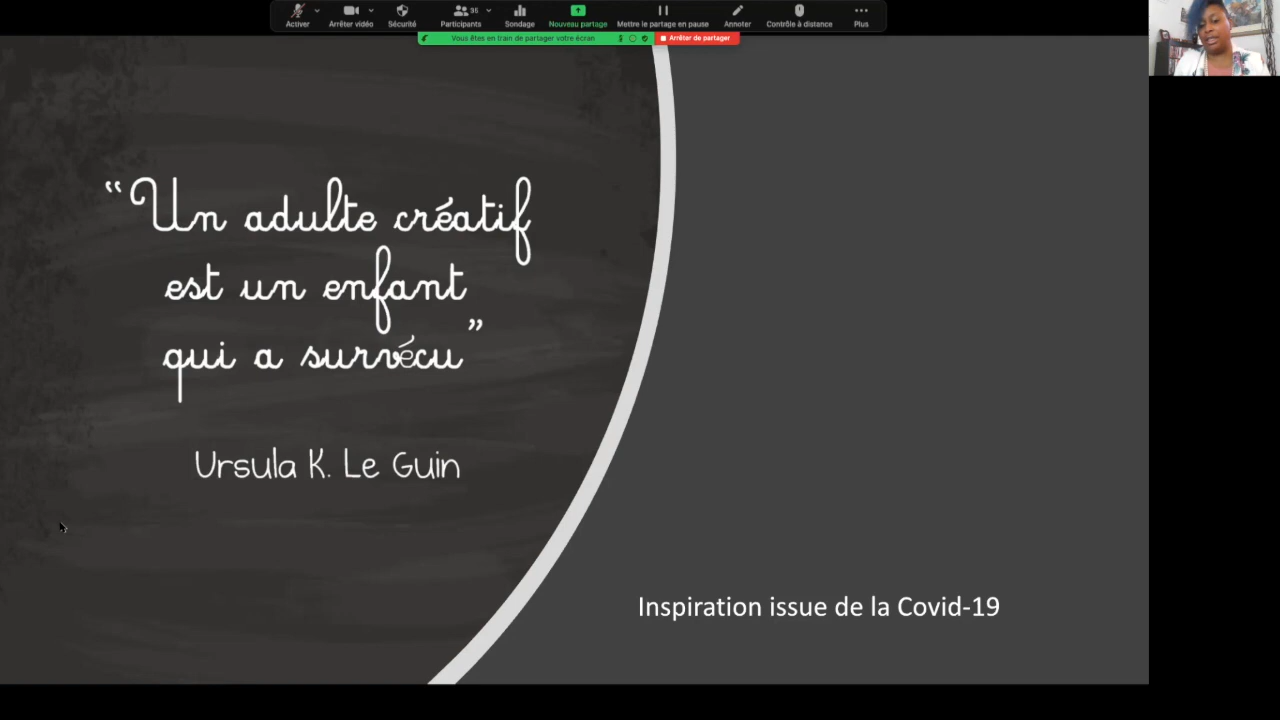 Activer
Arrêter vidéo
Sécurité
Participants
95
Sondage
Nouveau partage
Mettre le partage en pause
Annoter
Contrôle à distance
Plus
Vous êtes en train de partager votre écran
Arrêter de partager
“Un adulte créatif
est un enfant
qui a survécu”
Ursula K. Le Guin
Inspiration issue de la Covid-19